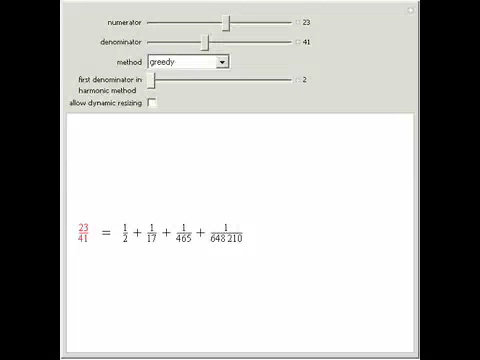 numerator 23
denominator 41
method greedy
first denominator in
harmonic method 2
allow dynamic resizing
23/41 = 1/2 + 1/17 + 1/465 + 1/648 210